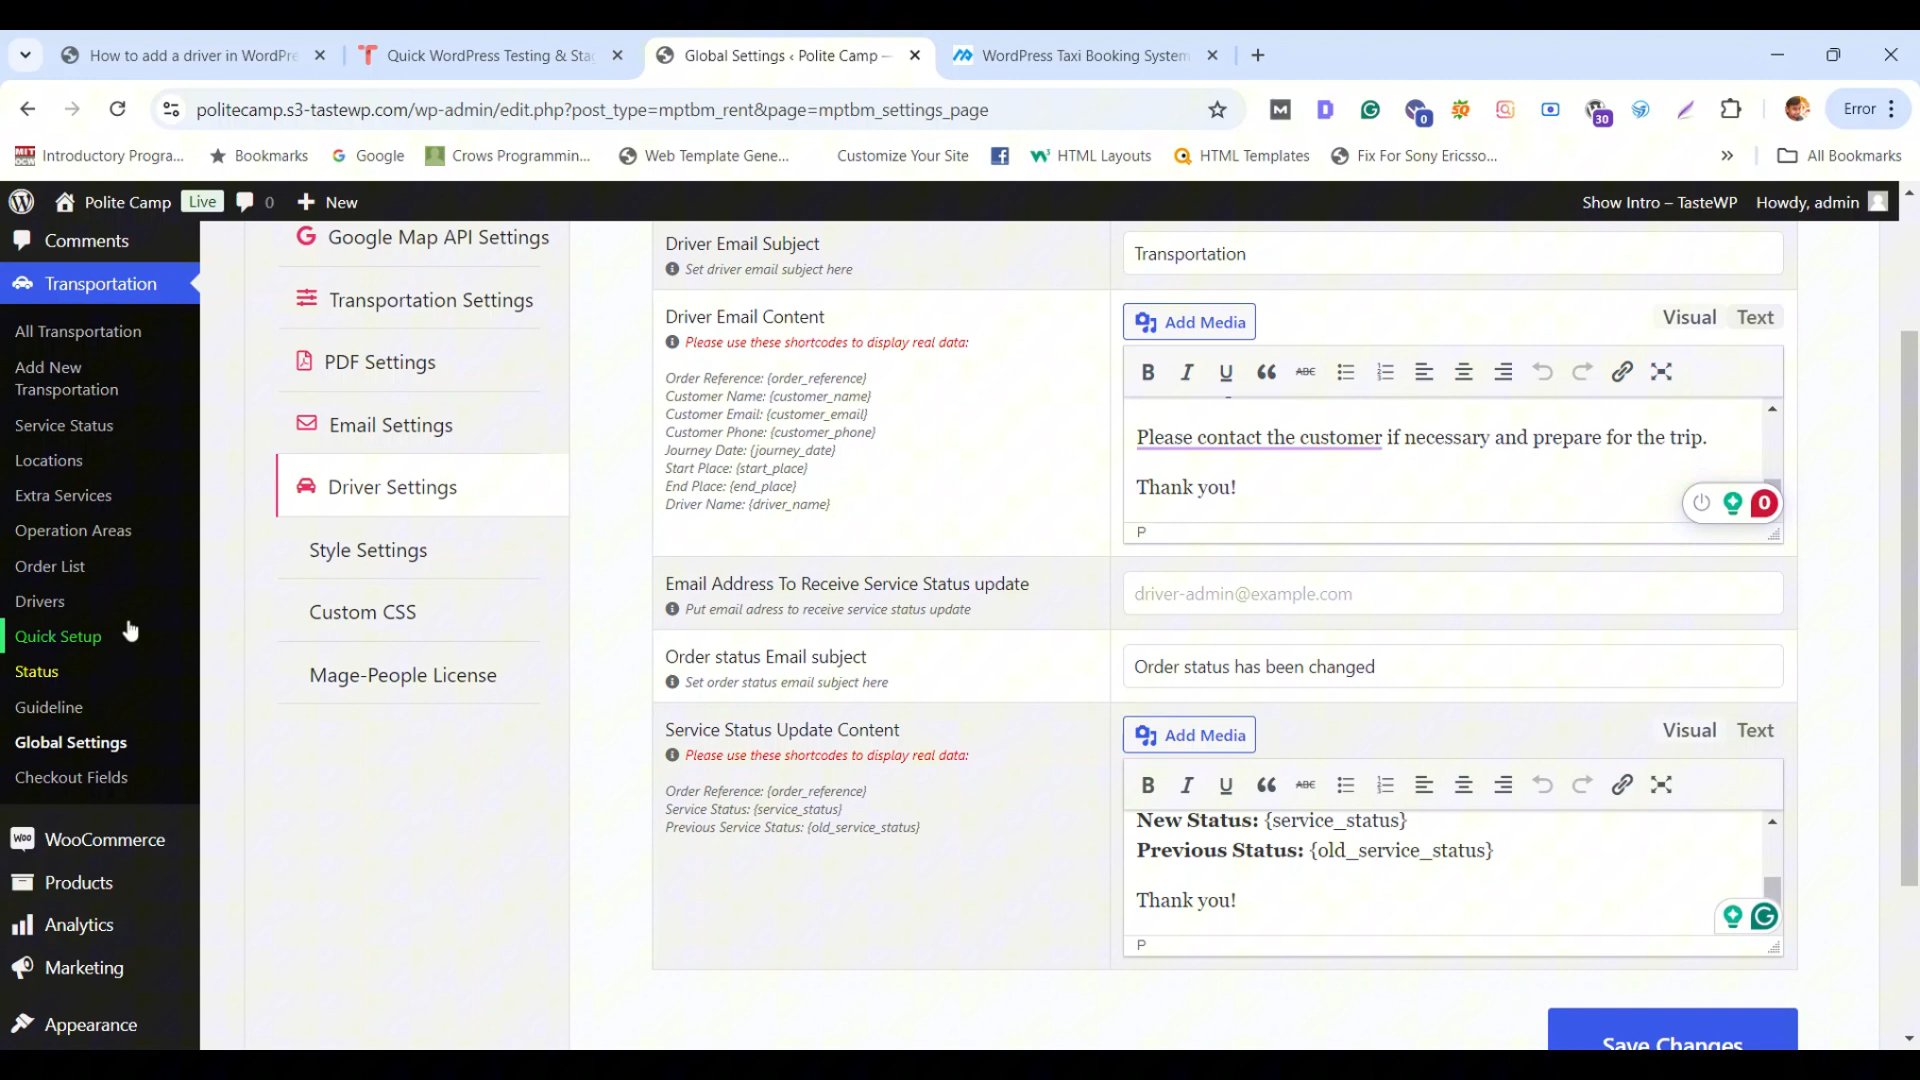 How to add a driver in WordPre
Quick WordPress Testing & Sta
Global Settings ‹ Polite Camp —
WordPress Taxi Booking System
politecamp.s3-tastewp.com/wp-admin/edit.php?post_type=mptbm_rent&page=mptbm_settings_page
0
30
Error
MIT OCW Introductory Progra...
Bookmarks
Google
Crows Programmin...
Web Template Gene...
Customize Your Site
HTML Layouts
HTML Templates
Fix For Sony Ericsso...
»
All Bookmarks
Polite Camp
Live
0
New
Show Intro – TasteWP
Howdy, admin
Comments
Transportation
All Transportation
Add New
Transportation
Service Status
Locations
Extra Services
Operation Areas
Order List
Drivers
Quick Setup
Status
Guideline
Global Settings
Checkout Fields
WooCommerce
Products
Analytics
Marketing
Appearance
Google Map API Settings
Transportation Settings
PDF Settings
Email Settings
Driver Settings
Style Settings
Custom CSS
Mage-People License
Driver Email Subject
Set driver email subject here
Transportation
Driver Email Content
Please use these shortcodes to display real data:
Order Reference: {order_reference}
Customer Name: {customer_name}
Customer Email: {customer_email}
Customer Phone: {customer_phone}
Journey Date: {journey_date}
Start Place: {start_place}
End Place: {end_place}
Driver Name: {driver_name}
Add Media
Visual
Text
B I U ABC
Please contact the customer if necessary and prepare for the trip.
Thank you!
0
P
Email Address To Receive Service Status update
Put email adress to receive service status update
driver-admin@example.com
Order status Email subject
Set order status email subject here
Order status has been changed
Service Status Update Content
Please use these shortcodes to display real data:
Order Reference: {order_reference}
Service Status: {service_status}
Previous Service Status: {old_service_status}
Add Media
Visual
Text
B I U ABC
New Status: {service_status}
Previous Status: {old_service_status}
Thank you!
P
Save Changes